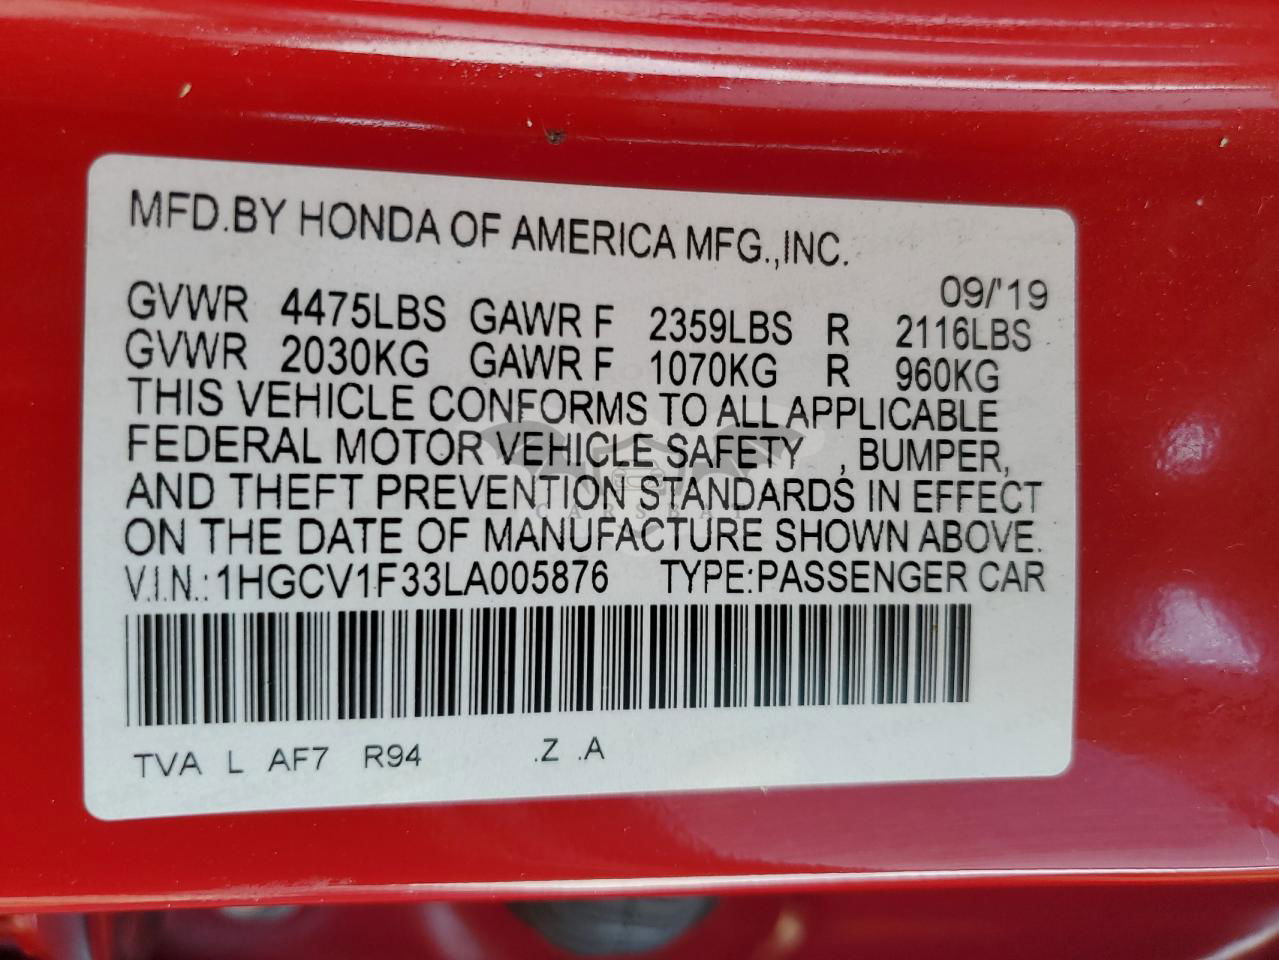 MFD.BY HONDA OF AMERICA MFG.,INC.
09/'19
GVWR 4475LBS GAWR F 2359LBS R 2116LBS
GVWR 2030KG GAWR F 1070KG R 960KG
THIS VEHICLE CONFORMS TO ALL APPLICABLE
FEDERAL MOTOR VEHICLE SAFETY , BUMPER,
AND THEFT PREVENTION STANDARDS IN EFFECT
ON THE DATE OF MANUFACTURE SHOWN ABOVE.
V.I.N.:1HGCV1F33LA005876 TYPE:PASSENGER CAR
TVA L AF7 R94 .Z .A
CARSBAT